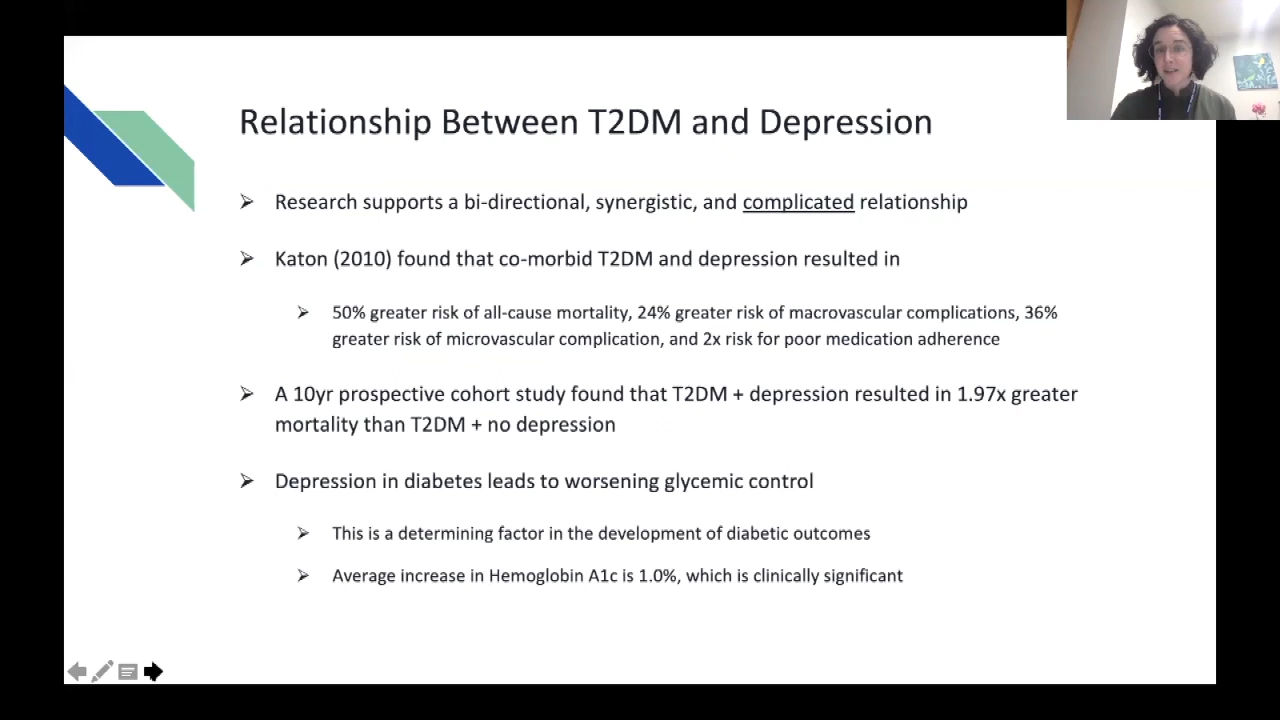 Relationship Between T2DM and Depression
Research supports a bi-directional, synergistic, and complicated relationship
Katon (2010) found that co-morbid T2DM and depression resulted in
50% greater risk of all-cause mortality, 24% greater risk of macrovascular complications, 36%
greater risk of microvascular complication, and 2x risk for poor medication adherence
A 10yr prospective cohort study found that T2DM + depression resulted in 1.97x greater
mortality than T2DM + no depression
Depression in diabetes leads to worsening glycemic control
This is a determining factor in the development of diabetic outcomes
Average increase in Hemoglobin A1c is 1.0%, which is clinically significant